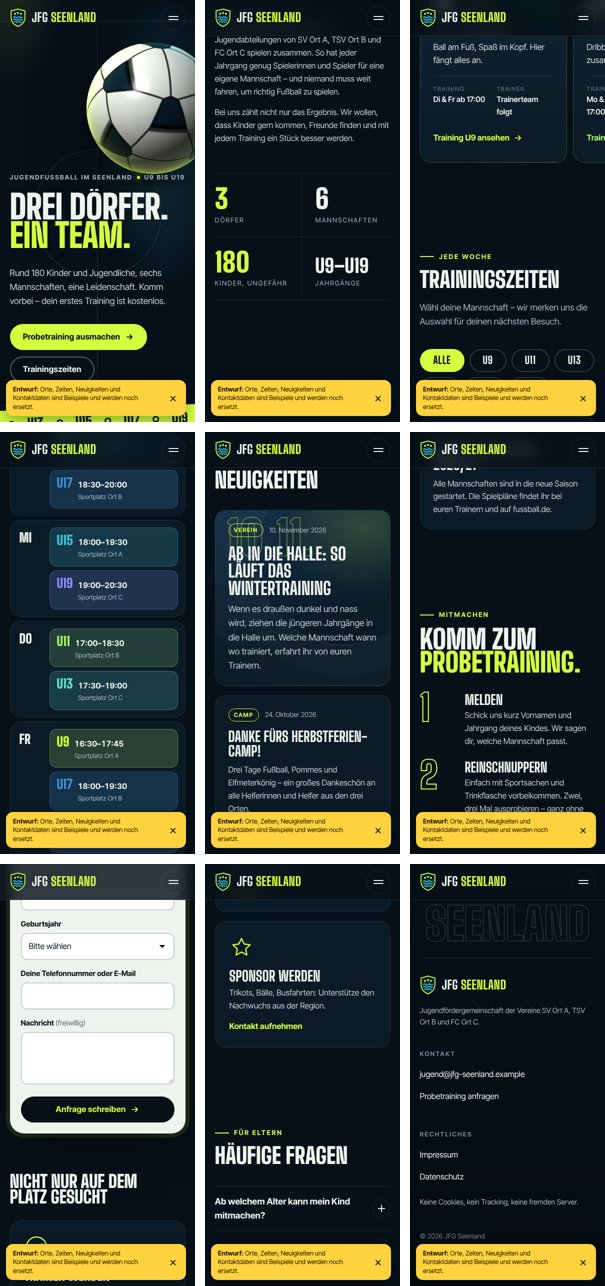 JFG SEENLAND
JUGENDFUSSBALL IM SEENLAND • U9 BIS U19
DREI DÖRFER.
EIN TEAM.
Rund 180 Kinder und Jugendliche, sechs
Mannschaften, eine Leidenschaft. Komm
vorbei – dein erstes Training ist kostenlos.
Probetraining ausmachen →
Trainingszeiten
Entwurf: Orte, Zeiten, Neuigkeiten und
Kontaktdaten sind Beispiele und werden noch
ersetzt.
JFG SEENLAND
Jugendabteilungen von SV Ort A, TSV Ort B und
FC Ort C spielen zusammen. So hat jeder
Jahrgang genug Spielerinnen und Spieler für eine
eigene Mannschaft – und niemand muss weit
fahren, um richtig Fußball zu spielen.
Bei uns zählt nicht nur das Ergebnis. Wir wollen,
dass Kinder gern kommen, Freunde finden und mit
jedem Training ein Stück besser werden.
3
DÖRFER
6
MANNSCHAFTEN
180
KINDER, UNGEFÄHR
U9–U19
JAHRGÄNGE
Entwurf: Orte, Zeiten, Neuigkeiten und
Kontaktdaten sind Beispiele und werden noch
ersetzt.
JFG SEENLAND
Ball am Fuß, Spaß im Kopf. Hier
fängt alles an.
TRAINING
Di & Fr ab 17:00
TRAINER
Trainerteam
folgt
Training U9 ansehen →
JEDE WOCHE
TRAININGSZEITEN
Wähl deine Mannschaft – wir merken uns die
Auswahl für deinen nächsten Besuch.
ALLE
U9
U11
U13
Entwurf: Orte, Zeiten, Neuigkeiten und
Kontaktdaten sind Beispiele und werden noch
ersetzt.
JFG SEENLAND
U17 18:30–20:00
Sportplatz Ort B
MI
U15 18:00–19:30
Sportplatz Ort A
U19 19:00–20:30
Sportplatz Ort C
DO
U11 17:00–18:30
Sportplatz Ort B
U13 17:30–19:00
Sportplatz Ort C
FR
U9 16:30–17:45
Sportplatz Ort A
U17 18:00–19:30
Sportplatz Ort B
Entwurf: Orte, Zeiten, Neuigkeiten und
Kontaktdaten sind Beispiele und werden noch
ersetzt.
JFG SEENLAND
NEUIGKEITEN
VEREIN
10. November 2026
AB IN DIE HALLE: SO
LÄUFT DAS
WINTERTRAINING
Wenn es draußen dunkel und nass
wird, ziehen die jüngeren Jahrgänge in
die Halle um. Welche Mannschaft wann
wo trainiert, erfahrt ihr von euren
Trainern.
CAMP
24. Oktober 2026
DANKE FÜRS HERBSTFERIEN-
CAMP!
Drei Tage Fußball, Pommes und
Elfmeterkönig – ein großes Dankeschön an
alle Helferinnen und Helfer aus den drei
Orten.
Entwurf: Orte, Zeiten, Neuigkeiten und
Kontaktdaten sind Beispiele und werden noch
ersetzt.
JFG SEENLAND
Alle Mannschaften sind in die neue Saison
gestartet. Die Spielpläne findet ihr bei
euren Trainern und auf fussball.de.
MITMACHEN
KOMM ZUM
PROBETRAINING.
1
MELDEN
Schick uns kurz Vornamen und
Jahrgang deines Kindes. Wir sagen
dir, welche Mannschaft passt.
2
REINSCHNUPPERN
Einfach mit Sportsachen und
Trinkflasche vorbeikommen. Zwei,
drei Mal ausprobieren – ganz ohne
Entwurf: Orte, Zeiten, Neuigkeiten und
Kontaktdaten sind Beispiele und werden noch
ersetzt.
JFG SEENLAND
Geburtsjahr
Bitte wählen
Deine Telefonnummer oder E-Mail
Nachricht (freiwillig)
Anfrage schreiben →
NICHT NUR AUF DEM
PLATZ GESUCHT
Entwurf: Orte, Zeiten, Neuigkeiten und
Kontaktdaten sind Beispiele und werden noch
ersetzt.
JFG SEENLAND
SPONSOR WERDEN
Trikots, Bälle, Busfahrten: Unterstütze den
Nachwuchs aus der Region.
Kontakt aufnehmen
FÜR ELTERN
HÄUFIGE FRAGEN
Ab welchem Alter kann mein Kind
mitmachen?
Entwurf: Orte, Zeiten, Neuigkeiten und
Kontaktdaten sind Beispiele und werden noch
ersetzt.
JFG SEENLAND
SEENLAND
JFG SEENLAND
Jugendfördergemeinschaft der Vereine SV Ort A, TSV
Ort B und FC Ort C.
KONTAKT
jugend@jfg-seenland.example
Probetraining anfragen
RECHTLICHES
Impressum
Datenschutz
Keine Cookies, kein Tracking, keine fremden Server.
© 2026 JFG Seenland
Entwurf: Orte, Zeiten, Neuigkeiten und
Kontaktdaten sind Beispiele und werden noch
ersetzt.